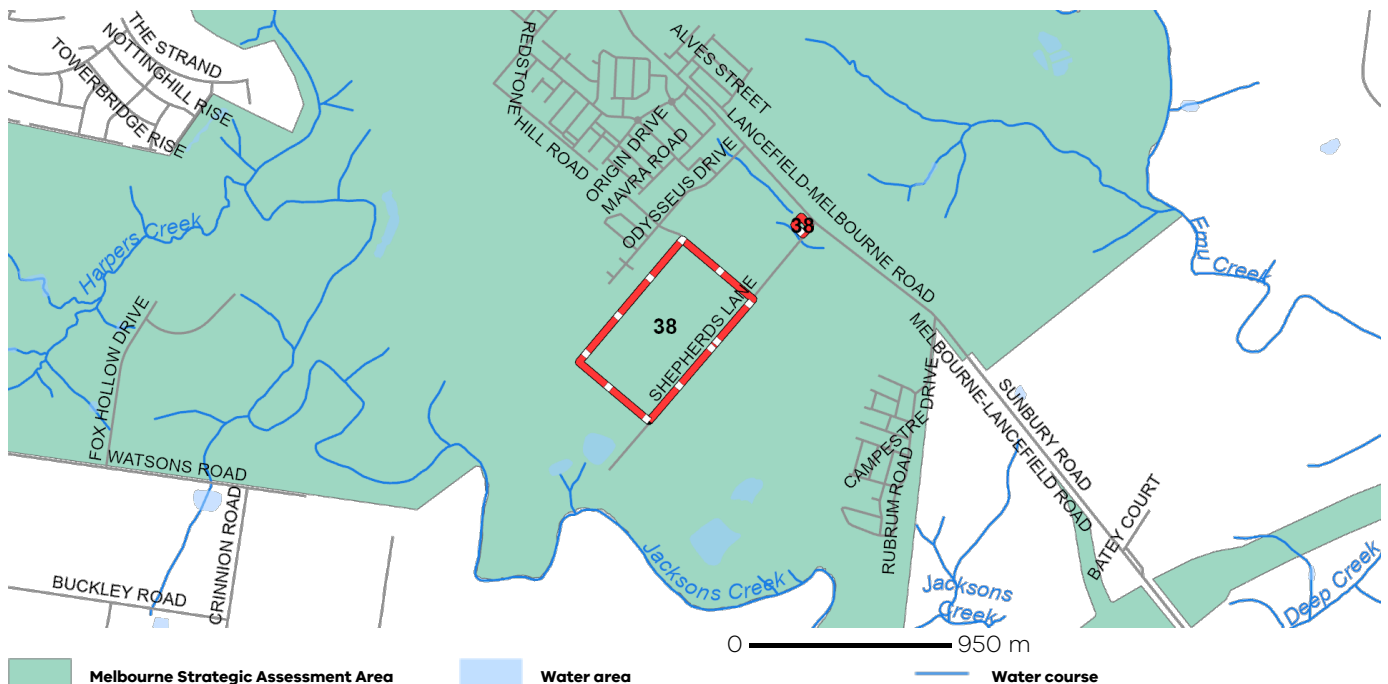 THE STRAND
NOTTINGHILL RISE
TOWERBRIDGE RISE
REDSTONE HILL ROAD
ALVES STREET
LANCEFIELD-MELBOURNE ROAD
ORIGIN DRIVE
MAVRA ROAD
ODYSSEUS DRIVE
38
Harpers Creek
Emu Creek
38
SHEPHERDS LANE
FOX HOLLOW DRIVE
MELBOURNE-LANCEFIELD ROAD
SUNBURY ROAD
CAMPESTRE DRIVE
RUBRUM ROAD
WATSONS ROAD
CRINNION ROAD
BUCKLEY ROAD
BATEY COURT
Jacksons Creek
Jacksons
Creek
Deep Creek
0 950 m
Melbourne Strategic Assessment Area
Water area
Water course